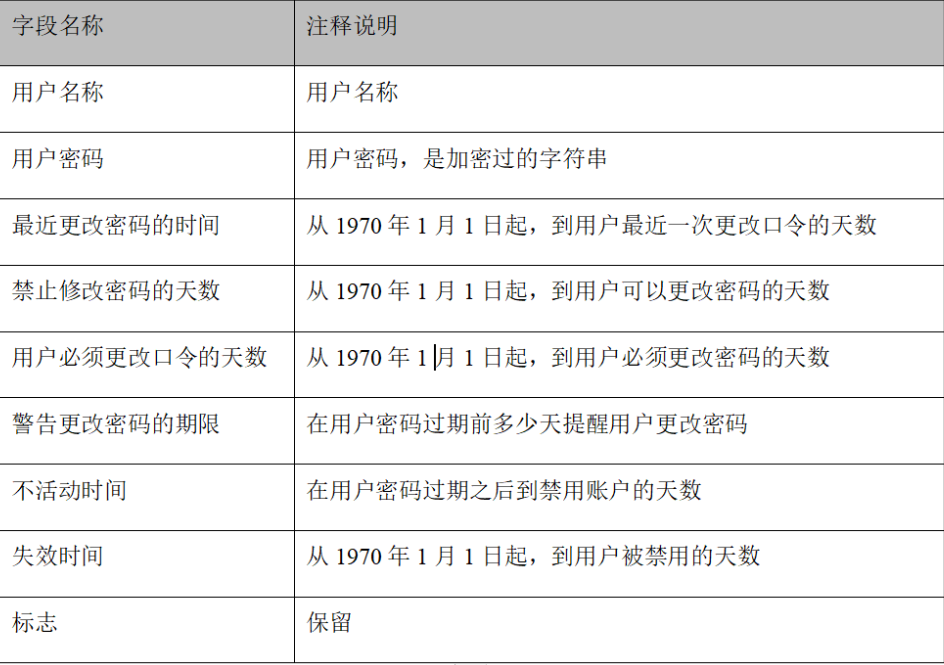 字段名称 注释说明
用户名称 用户名称
用户密码 用户密码，是加密过的字符串
最近更改密码的时间 从 1970 年 1 月 1 日起，到用户最近一次更改口令的天数
禁止修改密码的天数 从 1970 年 1 月 1 日起，到用户可以更改密码的天数
用户必须更改口令的天数 从 1970 年 1 月 1 日起，到用户必须更改密码的天数
警告更改密码的期限 在用户密码过期前多少天提醒用户更改密码
不活动时间 在用户密码过期之后到禁用账户的天数
失效时间 从 1970 年 1 月 1 日起，到用户被禁用的天数
标志 保留